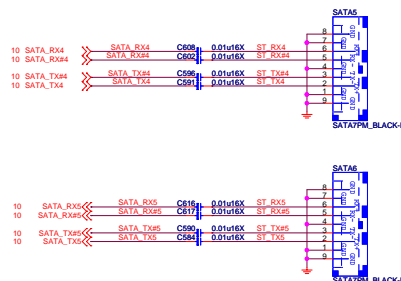 SATA5
8
7
10 SATA_RX4 SATA_RX4 C608 0.01u16X ST_RX4 6
10 SATA_RX#4 SATA_RX#4 C602 0.01u16X ST_RX#4 5
4
10 SATA_TX#4 SATA_TX#4 C596 0.01u16X ST_TX#4 3
10 SATA_TX4 SATA_TX4 C591 0.01u16X ST_TX4 2
1
9
SATA7PM_BLACK-
SATA6
8
7
10 SATA_RX5 SATA_RX5 C616 0.01u16X ST_RX5 6
10 SATA_RX#5 SATA_RX#5 C617 0.01u16X ST_RX#5 5
4
10 SATA_TX#5 SATA_TX#5 C590 0.01u16X ST_TX#5 3
10 SATA_TX5 SATA_TX5 C584 0.01u16X ST_TX5 2
1
9
SATA7PM_BLACK-